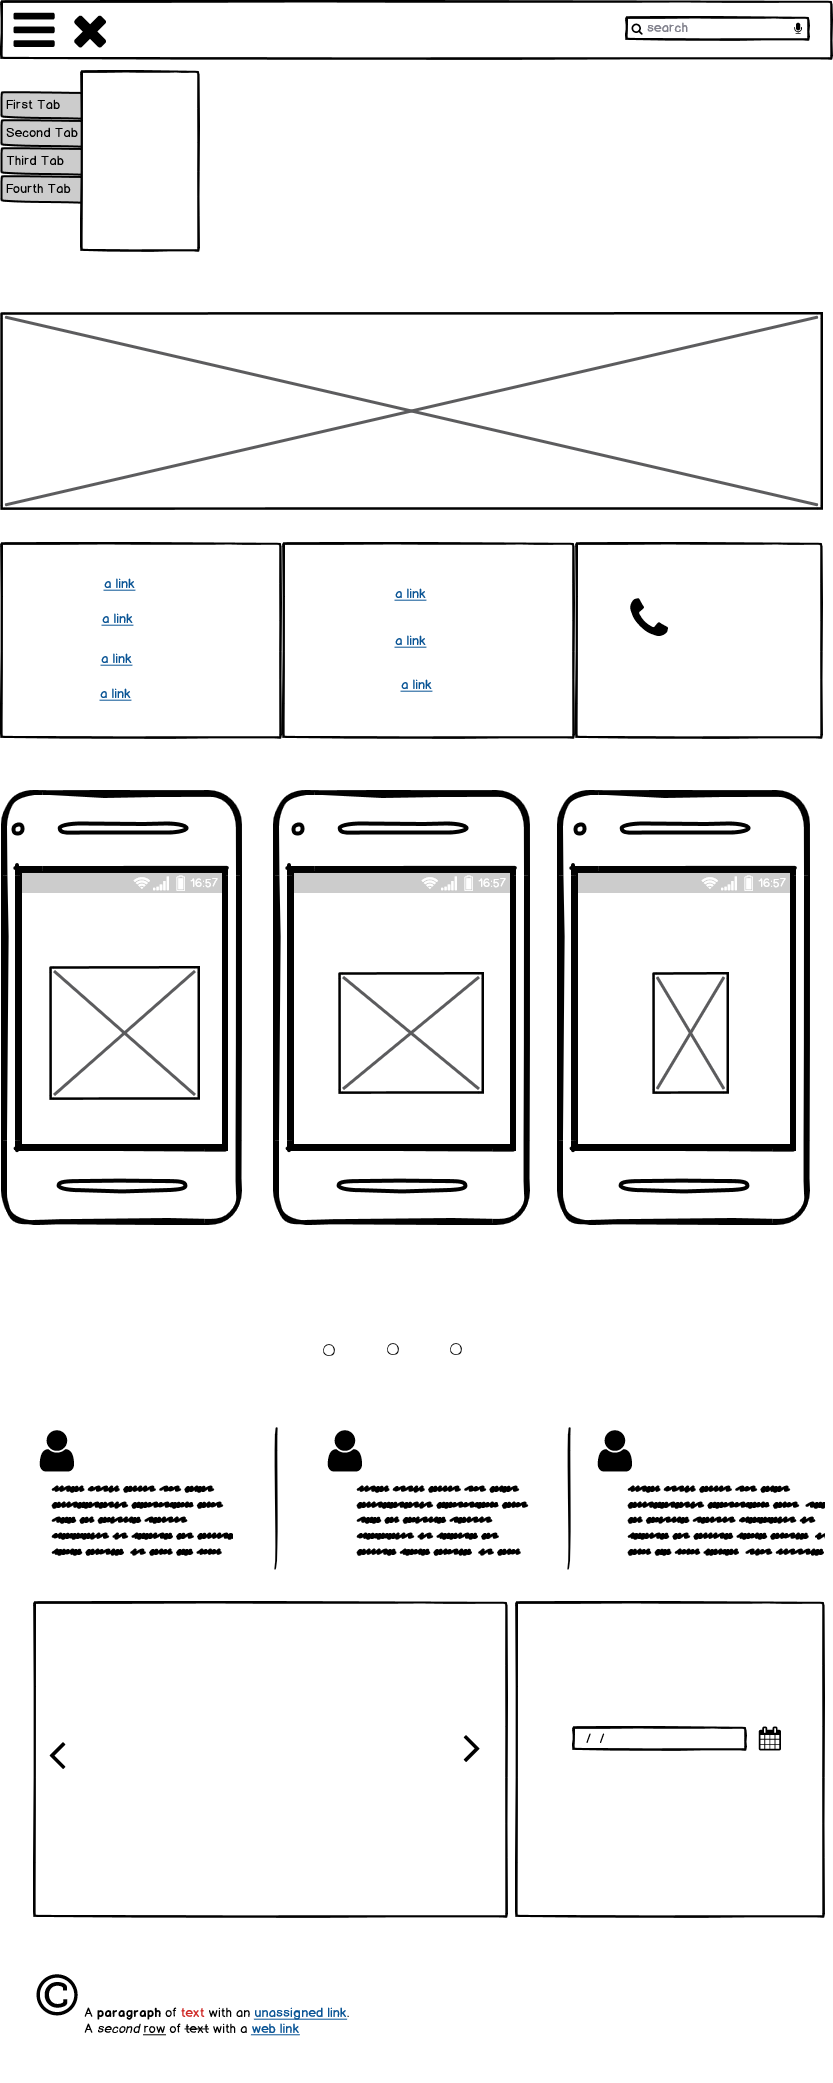 search
First Tab
Second Tab
Third Tab
Fourth Tab
a link
a link
a link
a link
a link
a link
a link
16:57
16:57
16:57
/ /
©
A paragraph of text with an unassigned link.
A second row of text with a web link